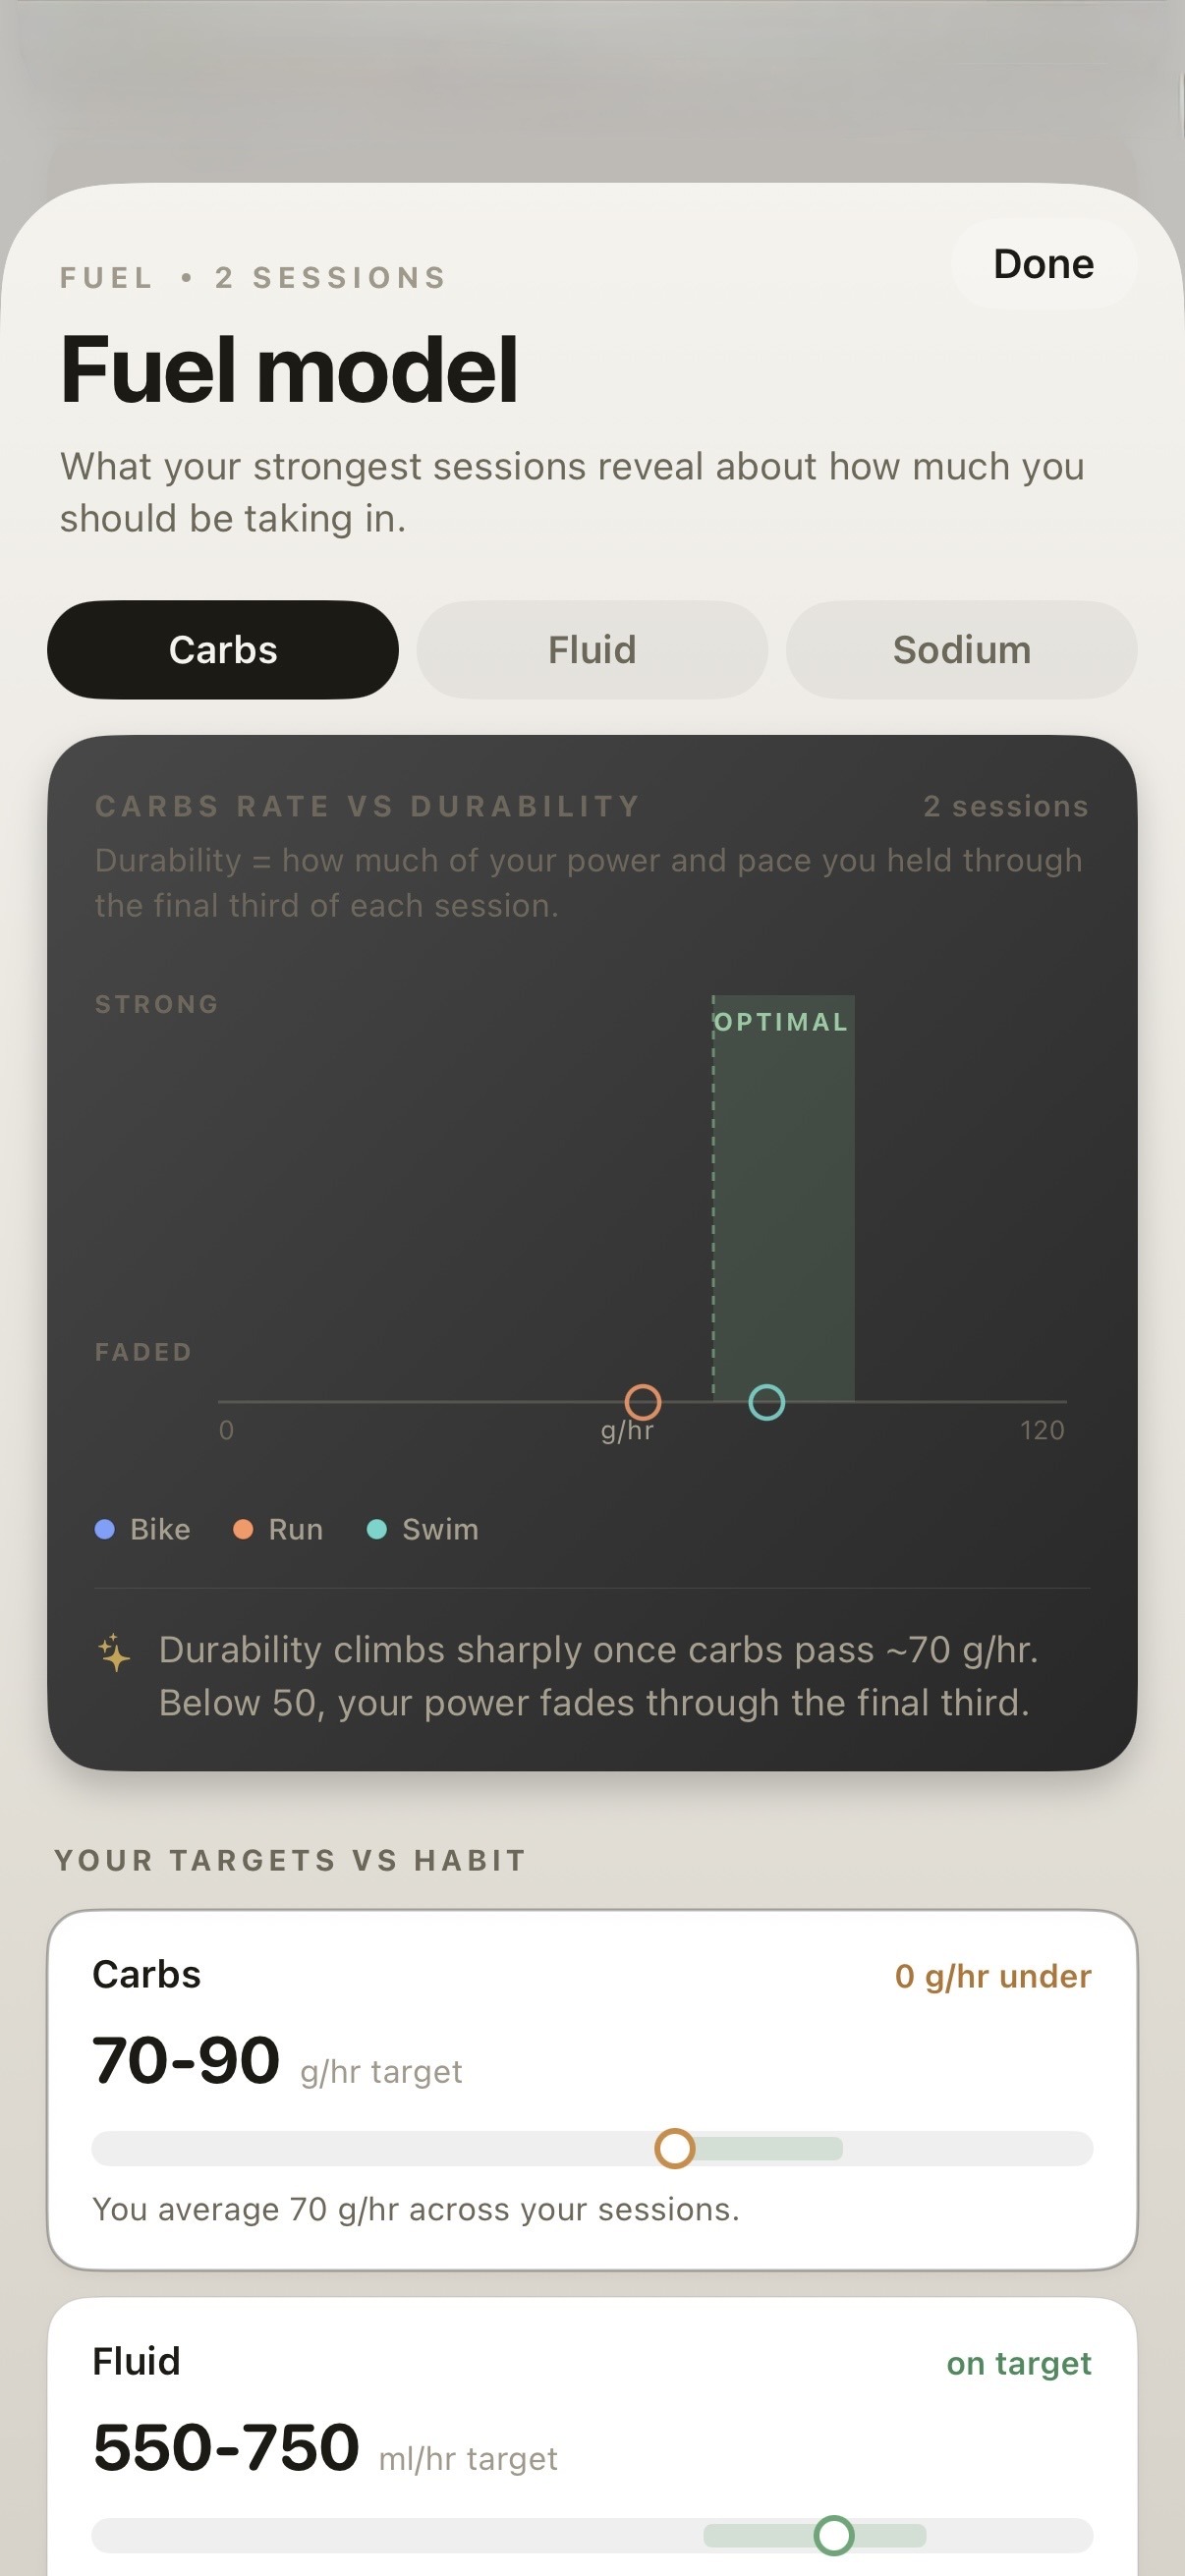 FUEL • 2 SESSIONS
Done
Fuel model
What your strongest sessions reveal about how much you
should be taking in.
Carbs
Fluid
Sodium
CARBS RATE VS DURABILITY
2 sessions
Durability = how much of your power and pace you held through
the final third of each session.
STRONG
OPTIMAL
FADED
0
g/hr
120
Bike
Run
Swim
Durability climbs sharply once carbs pass ~70 g/hr.
Below 50, your power fades through the final third.
YOUR TARGETS VS HABIT
Carbs
0 g/hr under
70-90 g/hr target
You average 70 g/hr across your sessions.
Fluid
on target
550-750 ml/hr target